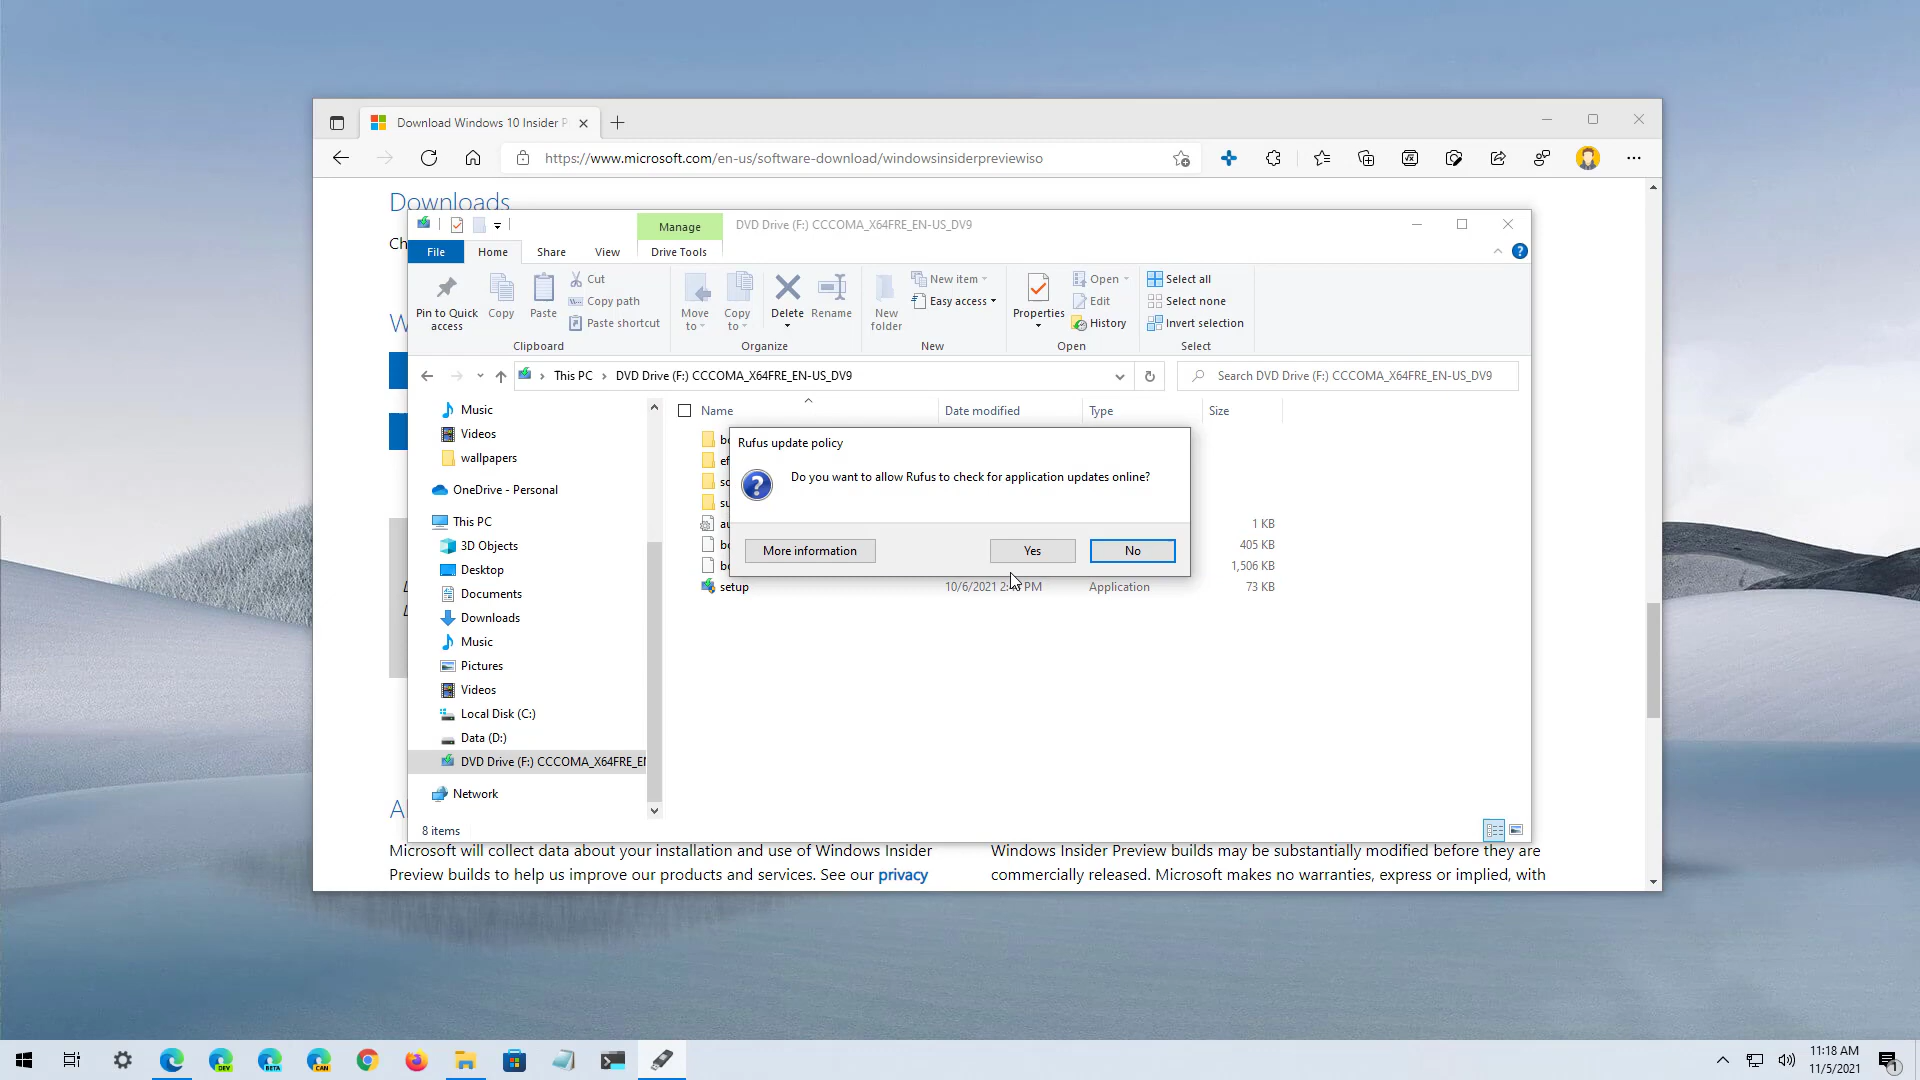 Download Windows 10 Insider P
https://www.microsoft.com/en-us/software-download/windowsinsiderpreviewiso
Downloads
Ch
Manage
DVD Drive (F:) CCCOMA_X64FRE_EN-US_DV9
File
Home
Share
View
Drive Tools
Pin to Quick
access
Copy
Paste
Cut
Copy path
Paste shortcut
Clipboard
Move
to
Copy
to
Delete
Rename
Organize
New
folder
New item
Easy access
New
Properties
Open
Edit
History
Open
Select all
Select none
Invert selection
Select
This PC
DVD Drive (F:) CCCOMA_X64FRE_EN-US_DV9
Search DVD Drive (F:) CCCOMA_X64FRE_EN-US_DV9
Music
Videos
wallpapers
OneDrive - Personal
This PC
3D Objects
Desktop
Documents
Downloads
Music
Pictures
Videos
Local Disk (C:)
Data (D:)
DVD Drive (F:) CCCOMA_X64FRE_EN
Network
Name
Date modified
Type
Size
Rufus update policy
Do you want to allow Rufus to check for application updates online?
More information
Yes
No
1 KB
405 KB
1,506 KB
setup
10/6/2021
PM
Application
73 KB
8 items
Microsoft will collect data about your installation and use of Windows Insider
Preview builds to help us improve our products and services. See our privacy
Windows Insider Preview builds may be substantially modified before they are
commercially released. Microsoft makes no warranties, express or implied, with
DEV
BETA
CAN
11:18 AM
11/5/2021
1